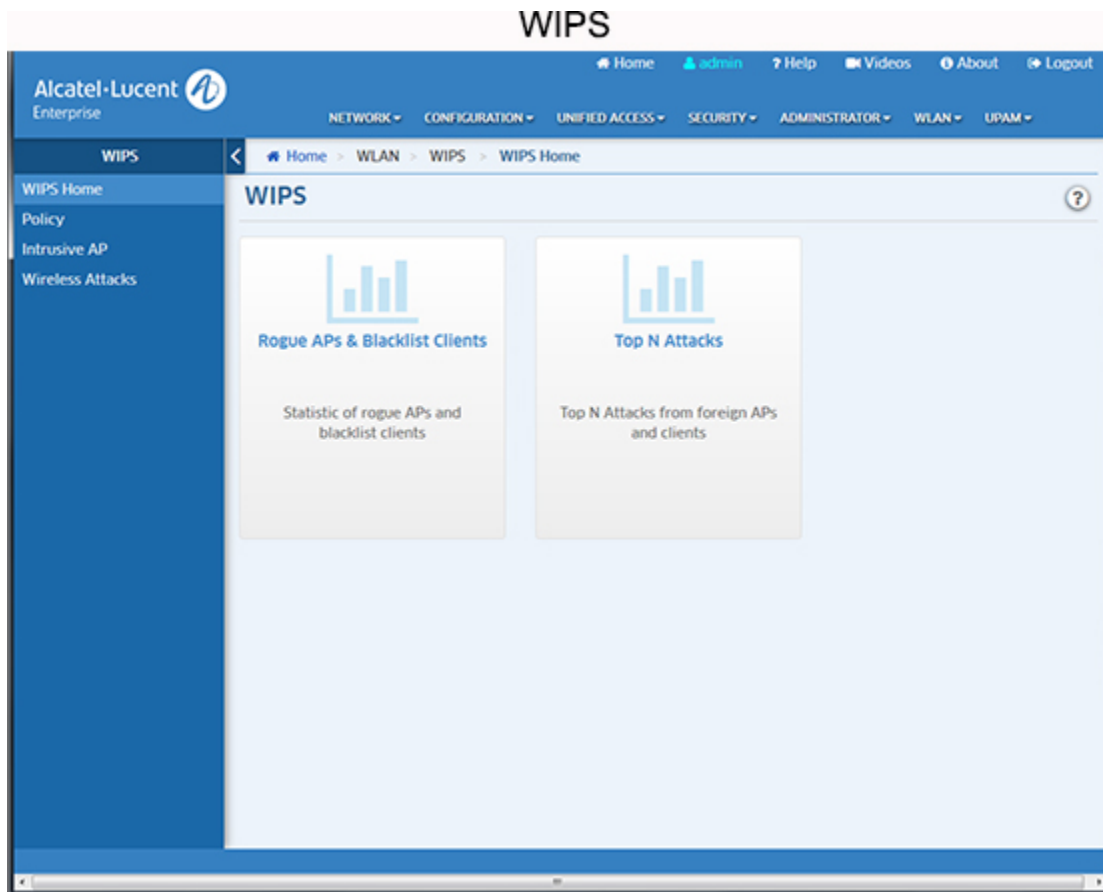 WIPS
Home admin ? Help Videos About Logout
Alcatel·Lucent
Enterprise
NETWORK CONFIGURATION UNIFIED ACCESS SECURITY ADMINISTRATOR WLAN UPAM
WIPS
Home > WLAN > WIPS > WIPS Home
WIPS Home
Policy
Intrusive AP
Wireless Attacks
WIPS
?
Rogue APs & Blacklist Clients
Statistic of rogue APs and
blacklist clients
Top N Attacks
Top N Attacks from foreign APs
and clients